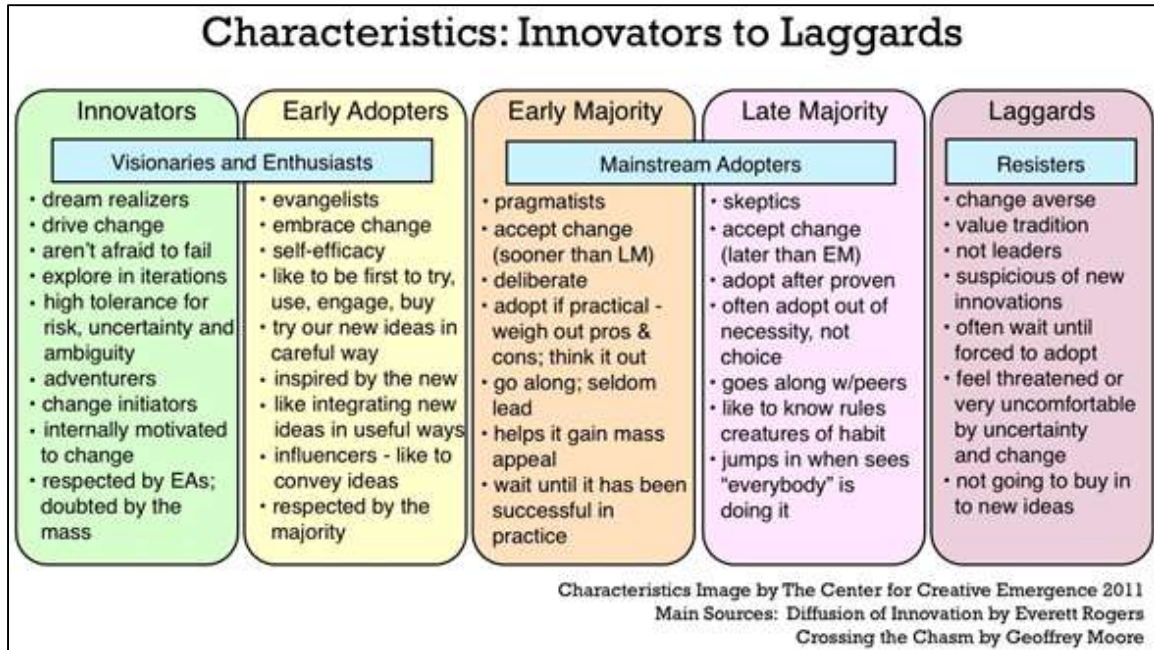 Characteristics: Innovators to Laggards
Innovators
Early Adopters
Visionaries and Enthusiasts
• dream realizers
• drive change
• aren't afraid to fail
• explore in iterations
• high tolerance for
risk, uncertainty and
ambiguity
• adventurers
• change initiators
• internally motivated
to change
• respected by EAs;
doubted by the
mass
• evangelists
• embrace change
• self-efficacy
• like to be first to try,
use, engage, buy
• try our new ideas in
careful way
• inspired by the new
• like integrating new
ideas in useful ways
• influencers - like to
convey ideas
• respected by the
majority
Early Majority
Late Majority
Mainstream Adopters
• pragmatists
• accept change
(sooner than LM)
• deliberate
• adopt if practical -
weigh out pros &
cons; think it out
• go along; seldom
lead
• helps it gain mass
appeal
• wait until it has been
successful in
practice
• skeptics
• accept change
(later than EM)
• adopt after proven
• often adopt out of
necessity, not
choice
• goes along w/peers
• like to know rules
creatures of habit
• jumps in when sees
"everybody" is
doing it
Laggards
Resisters
• change averse
• value tradition
• not leaders
• suspicious of new
innovations
• often wait until
forced to adopt
• feel threatened or
very uncomfortable
by uncertainty
and change
• not going to buy in
to new ideas
Characteristics Image by The Center for Creative Emergence 2011
Main Sources: Diffusion of Innovation by Everett Rogers
Crossing the Chasm by Geoffrey Moore